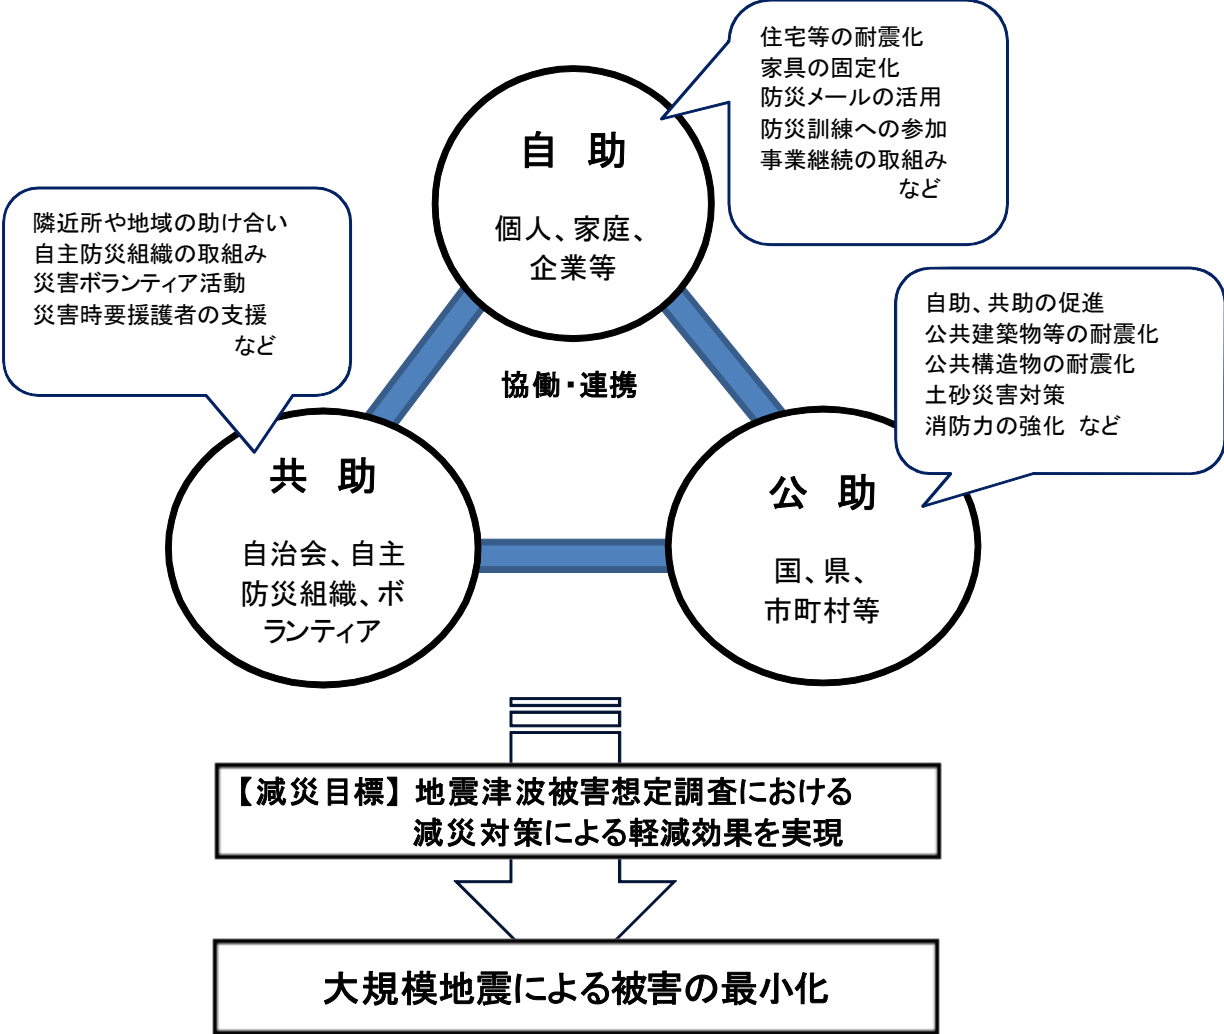 住宅等の耐震化
家具の固定化
防災メールの活用
防災訓練への参加
事業継続の取組み
など
自 助
個人、家庭、
企業等
隣近所や地域の助け合い
自主防災組織の取組み
災害ボランティア活動
災害時要援護者の支援
など
自助、共助の促進
公共建築物等の耐震化
公共構造物の耐震化
土砂災害対策
消防力の強化 など
協働・連携
共 助
自治会、自主
防災組織、ボ
ランティア
公 助
国、県、
市町村等
【減災目標】地震津波被害想定調査における
減災対策による軽減効果を実現
大規模地震による被害の最小化